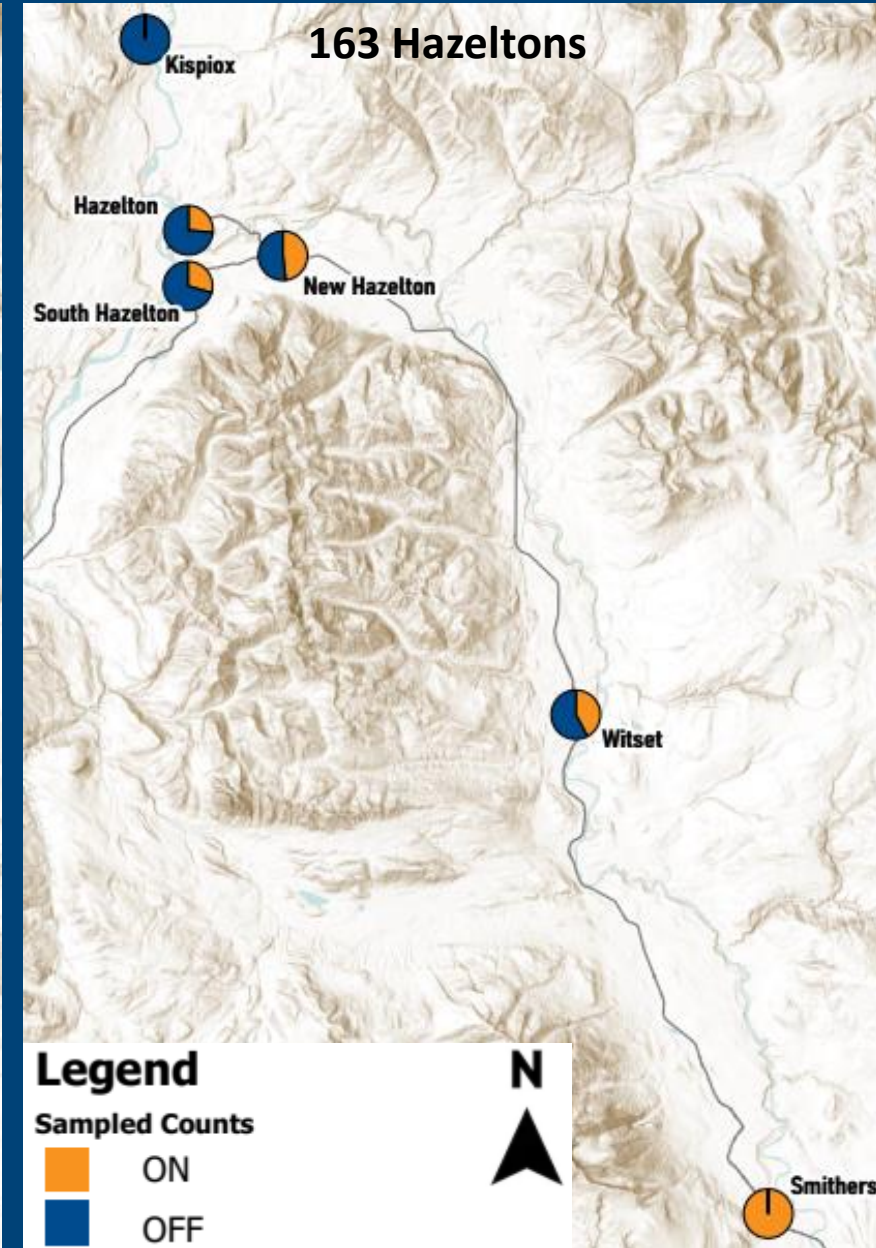 163 Hazeltons
Kispiox
Hazelton
New Hazelton
South Hazelton
Witset
Smithers
Legend
N
Sampled Counts
ON
OFF